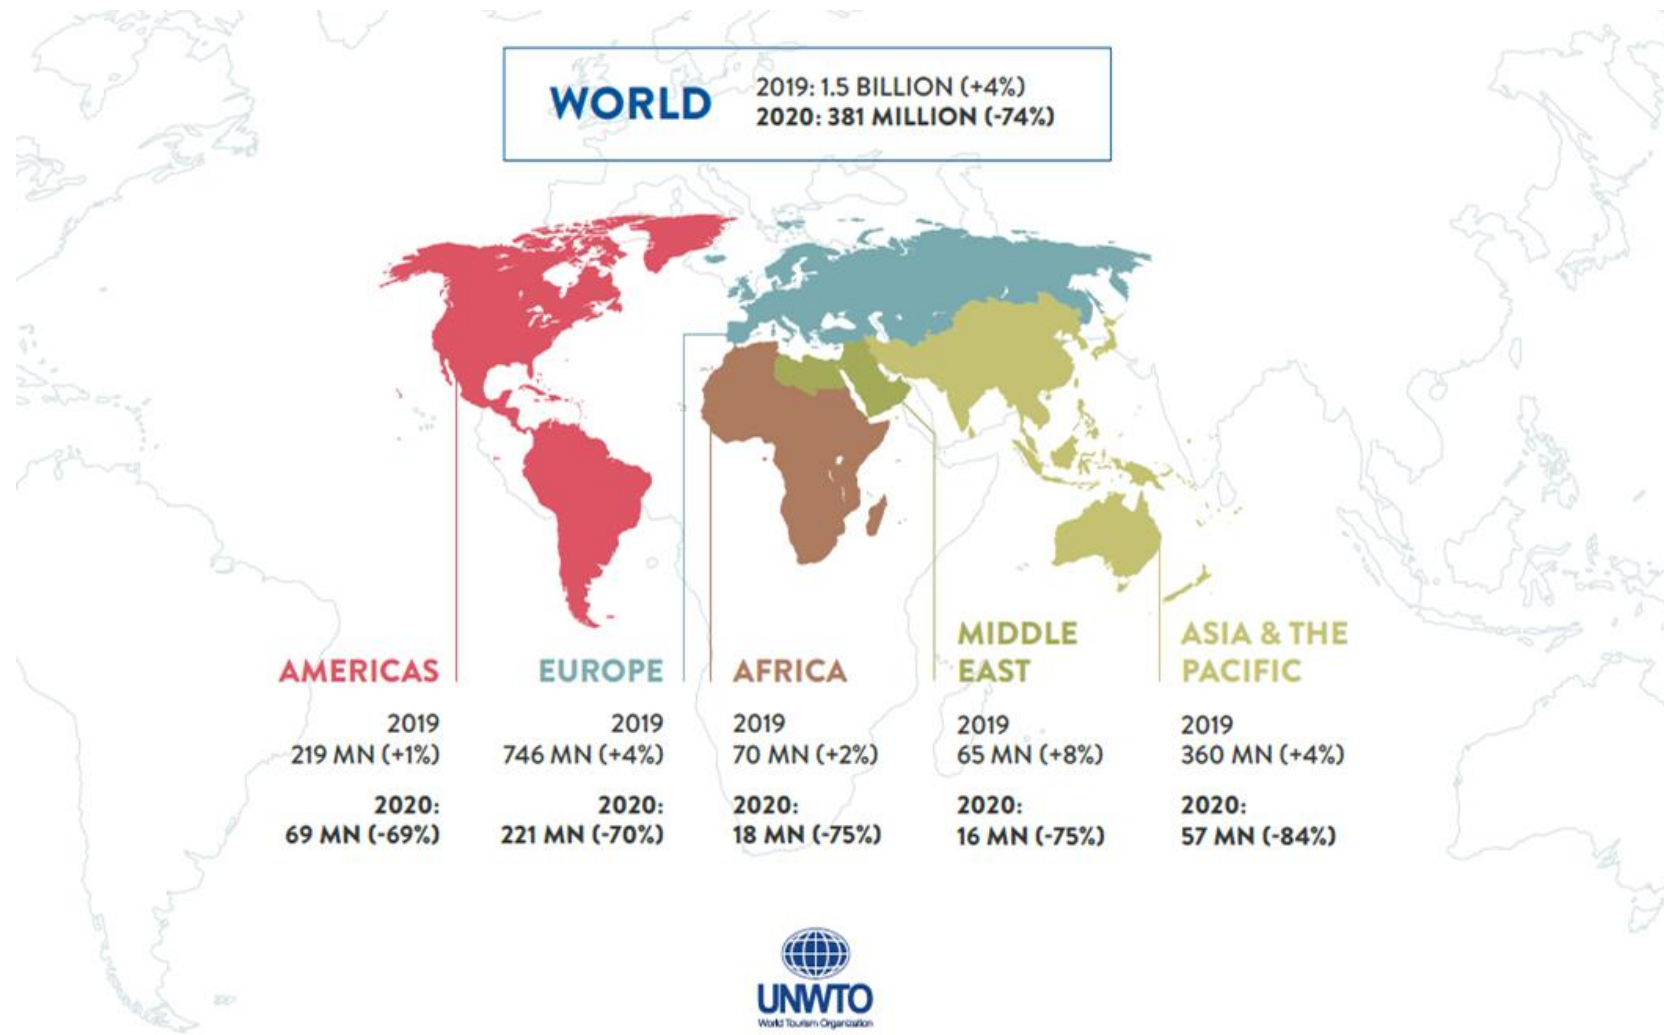 WORLD
2019: 1.5 BILLION (+4%)
2020: 381 MILLION (-74%)
AMERICAS
2019
219 MN (+1%)
2020:
69 MN (-69%)
EUROPE
2019
746 MN (+4%)
2020:
221 MN (-70%)
AFRICA
2019
70 MN (+2%)
2020:
18 MN (-75%)
MIDDLE
EAST
2019
65 MN (+8%)
2020:
16 MN (-75%)
ASIA & THE
PACIFIC
2019
360 MN (+4%)
2020:
57 MN (-84%)
UNWTO
World Tourism Organization